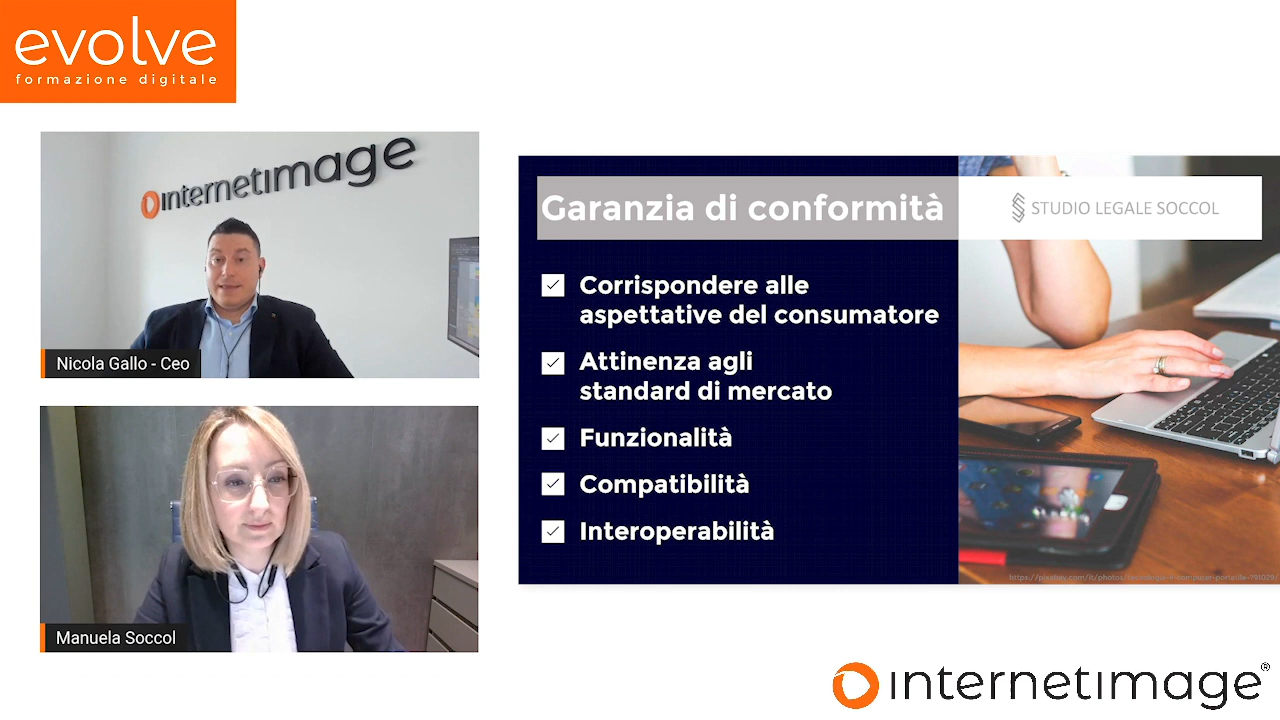 evolve
formazione digitale
internetimage
Nicola Gallo - Ceo
Manuela Soccol
Garanzia di conformità
STUDIO LEGALE SOCCOL
Corrispondere alle
aspettative del consumatore
Attinenza agli
standard di mercato
Funzionalità
Compatibilità
Interoperabilità
internetimage®